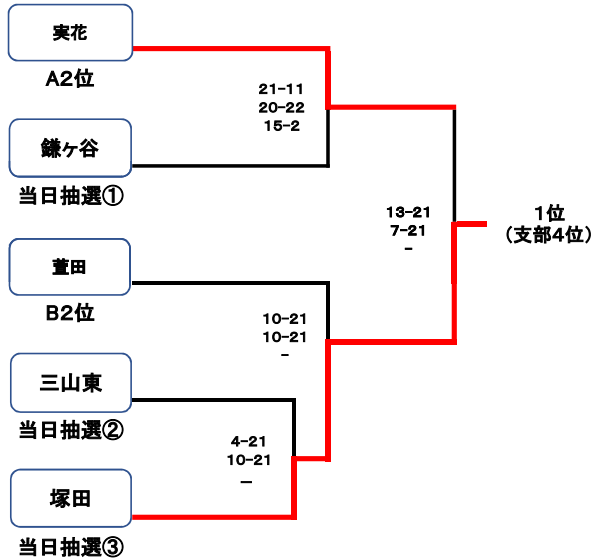 実花
A2位
21-11
20-22
15-2
鎌ヶ谷
当日抽選①
13-21
7-21
-
1位
(支部4位)
萱田
B2位
10-21
10-21
-
三山東
当日抽選②
4-21
10-21
-
塚田
当日抽選③